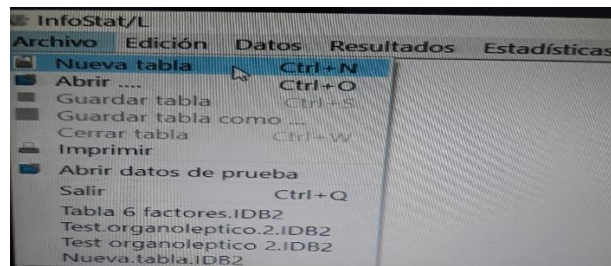 InfoStat/L
Archivo Edición Datos Resultados Estadísticas
Nueva tabla Ctrl+N
Abrir .... Ctrl+O
Guardar tabla Ctrl+S
Guardar tabla como ...
Cerrar tabla Ctrl+W
Imprimir
Abrir datos de prueba
Salir Ctrl+Q
Tabla 6 factores.IDB2
Test.organoleptico.2.IDB2
Test organoleptico 2.IDB2
Nueva.tabla.IDB2